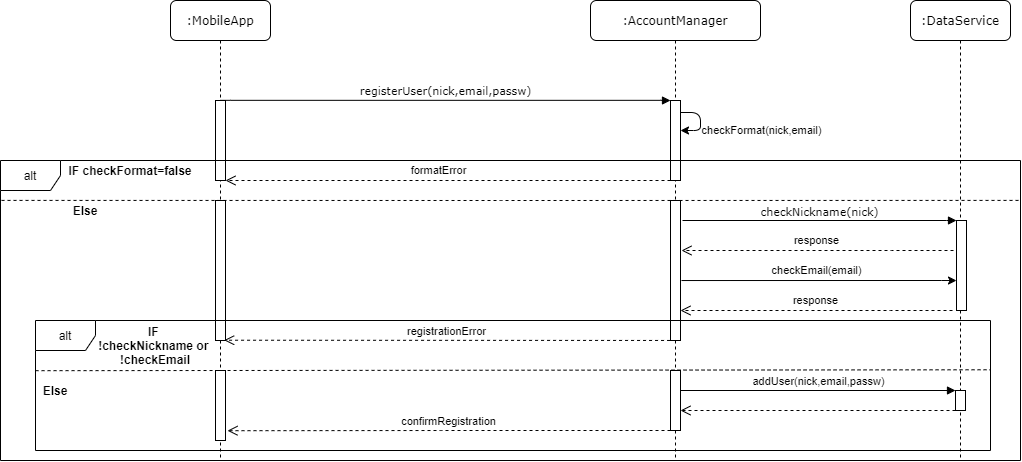 :MobileApp
:AccountManager
:DataService
registerUser(nick,email,passw)
checkFormat(nick,email)
alt
IF checkFormat=false
formatError
Else
checkNickname(nick)
response
checkEmail(email)
response
alt
IF
!checkNickname or
!checkEmail
registrationError
Else
addUser(nick,email,passw)
confirmRegistration